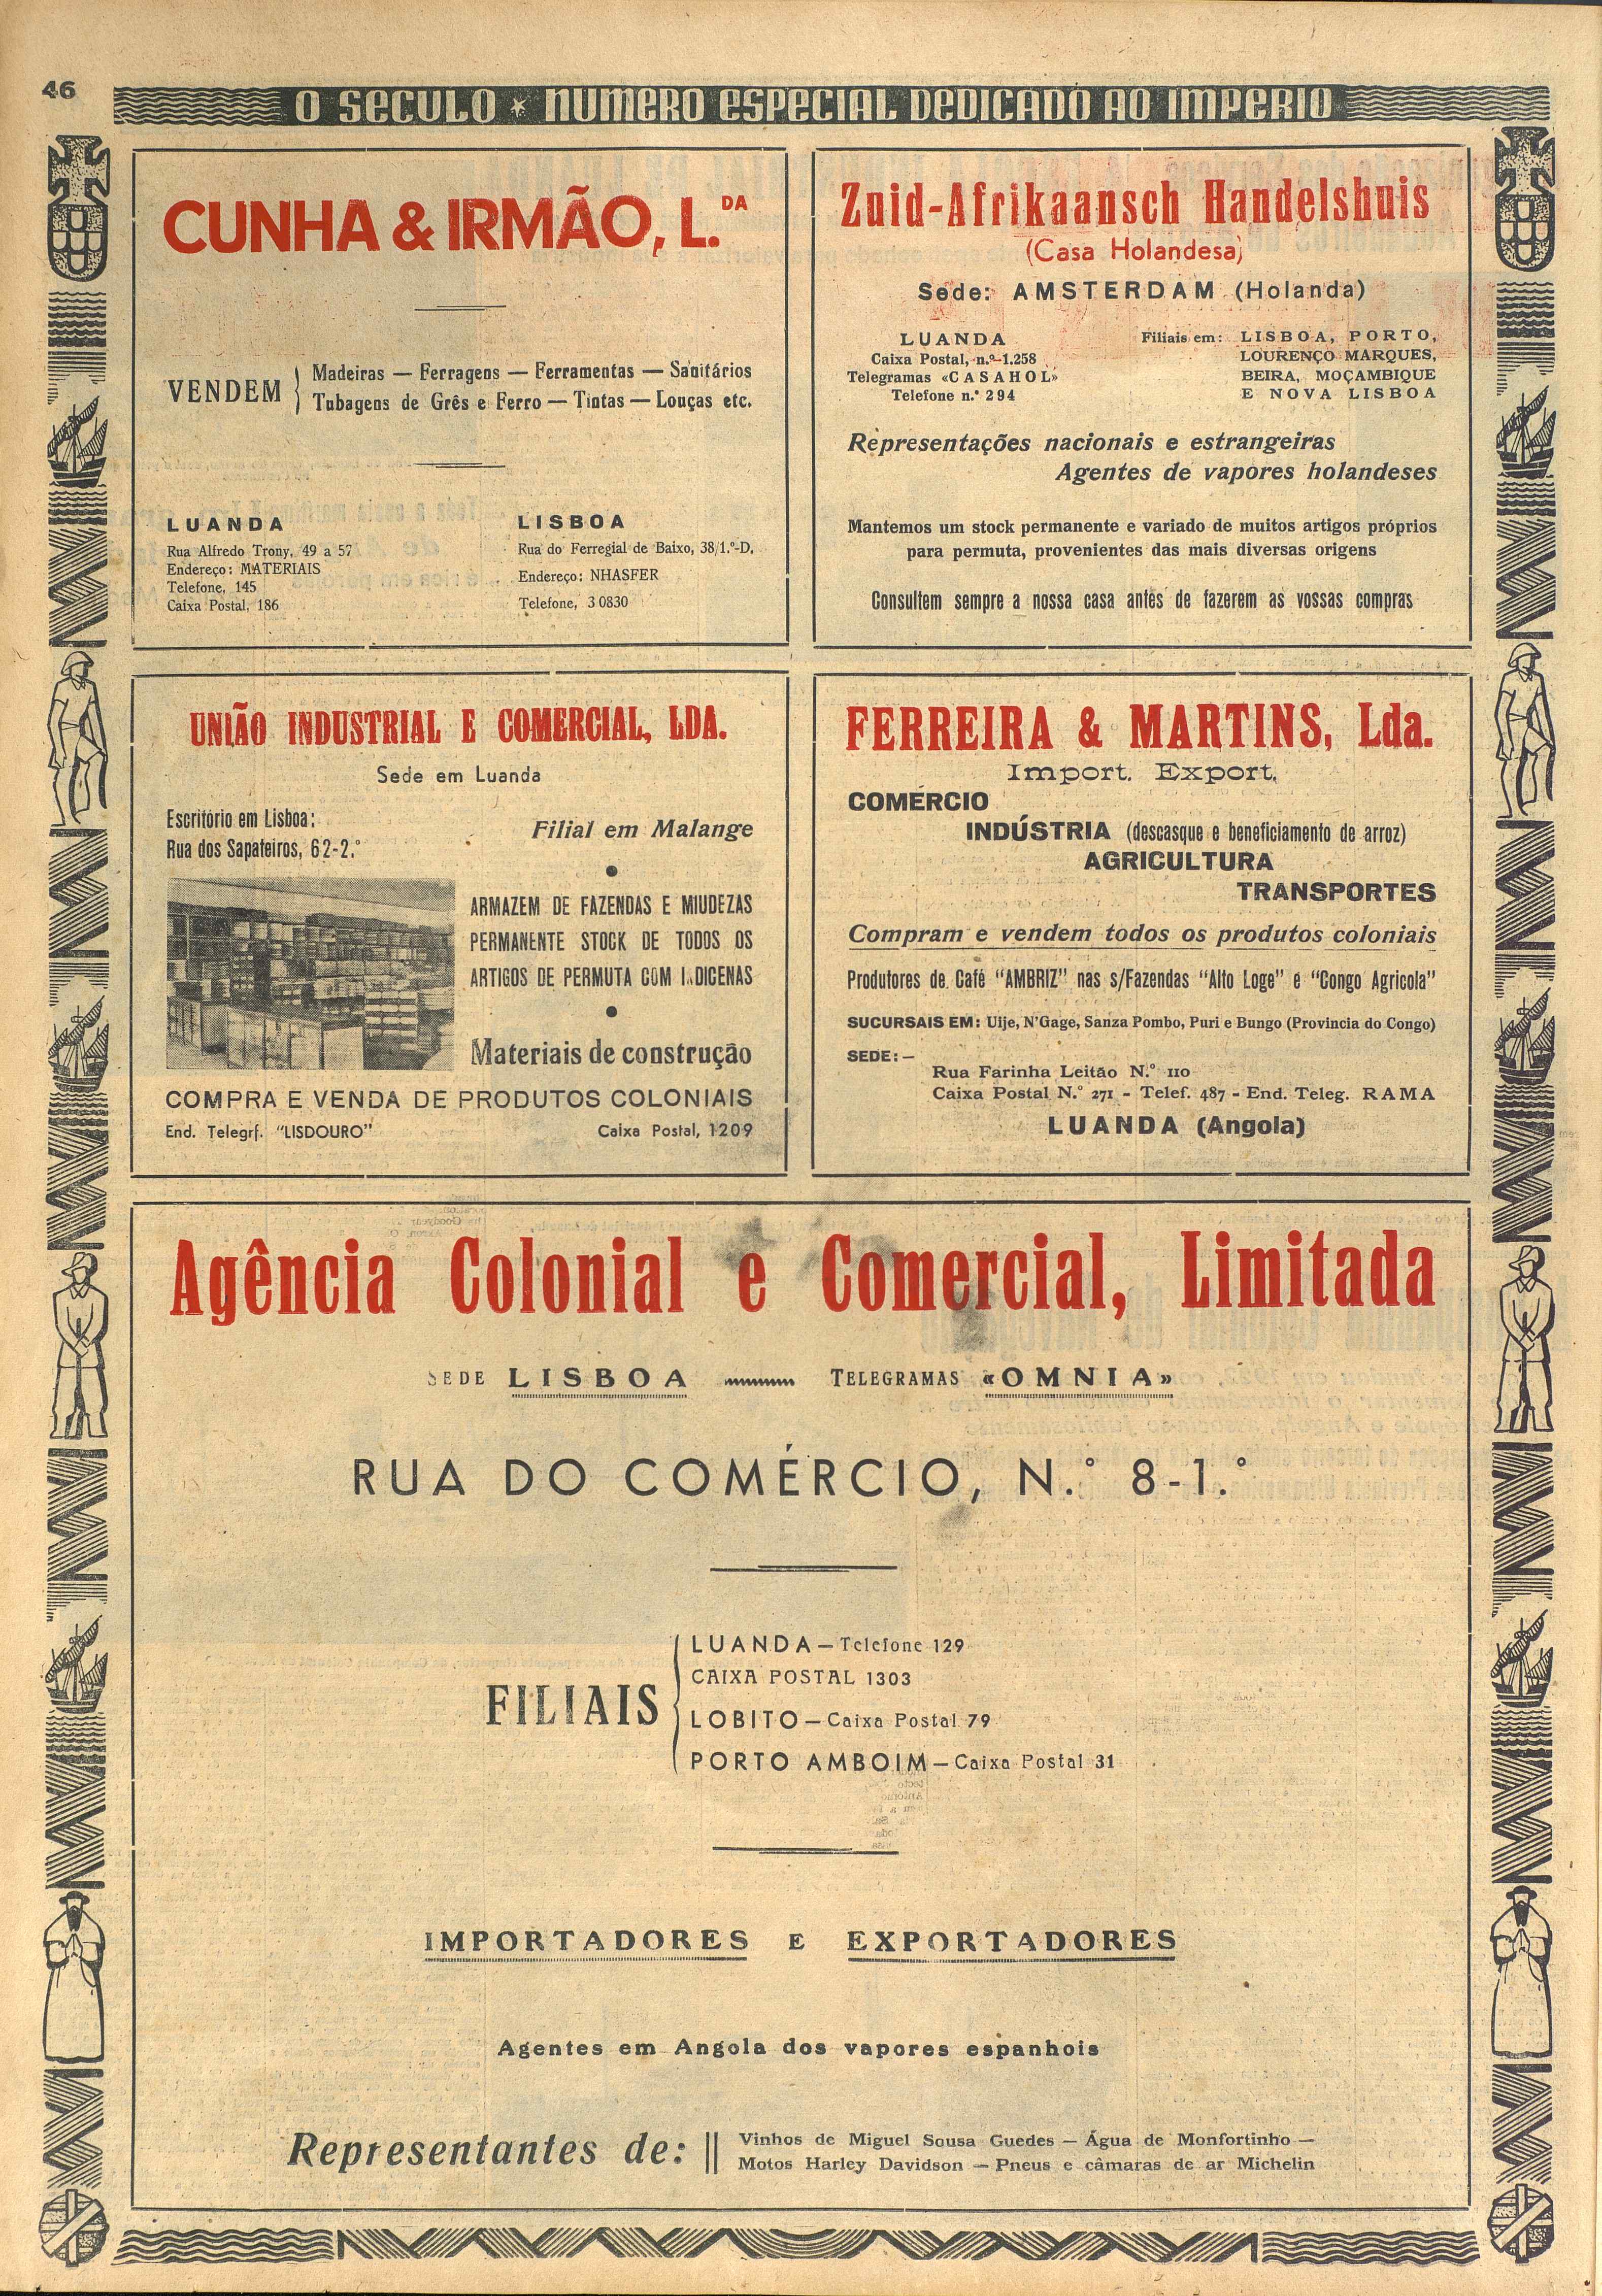 46
O SECULO * NUMERO ESPECIAL DEDICADO AO IMPERIO
CUNHA & IRMÃO, L.DA
VENDEM
Madeiras — Ferragens — Ferramentas — Sanitários
Tubagens de Grês e Ferro — Tintas — Louças etc.
LUANDA
Rua Alfredo Trony, 49 a 57
Endereço: MATERIAIS
Telefone, 145
Caixa Postal, 186
LISBOA
Rua do Ferregial de Baixo, 38/1.º-D.
Endereço: NHASFER
Telefone, 3 0830
Zuid-Afrikaansch Handelshuis
(Casa Holandesa)
Sede: AMSTERDAM (Holanda)
LUANDA
Caixa Postal, n.º 1.258
Telegramas «CASAHOL»
Telefone n.º 294
Filiais em: LISBOA, PORTO,
LOURENÇO MARQUES,
BEIRA, MOÇAMBIQUE
E NOVA LISBOA
Representações nacionais e estrangeiras
Agentes de vapores holandeses
Mantemos um stock permanente e variado de muitos artigos próprios
para permuta, provenientes das mais diversas origens
Consultem sempre a nossa casa antes de fazerem as vossas compras
UNIÃO INDUSTRIAL E COMERCIAL, LDA.
Sede em Luanda
Escritório em Lisboa:
Rua dos Sapateiros, 62-2.º
Filial em Malange
ARMAZEM DE FAZENDAS E MIUDEZAS
PERMANENTE STOCK DE TODOS OS
ARTIGOS DE PERMUTA COM I.DICENAS
Materiais de construção
COMPRA E VENDA DE PRODUTOS COLONIAIS
End. Telegrf. "LISDOURO"
Caixa Postal, 1209
FERREIRA & MARTINS, Lda.
Import. Export.
COMÉRCIO
INDÚSTRIA (descasque e beneficiamento de arroz)
AGRICULTURA
TRANSPORTES
Compram e vendem todos os produtos coloniais
Produtores de Café "AMBRIZ" nas s/Fazendas "Alto Loge" e "Congo Agricola"
SUCURSAIS EM: Uije, N'Gage, Sanza Pombo, Puri e Bungo (Provincia do Congo)
SEDE: —
Rua Farinha Leitão N.º 110
Caixa Postal N.º 271 - Telef. 487 - End. Teleg. RAMA
LUANDA (Angola)
Agência Colonial e Comercial, Limitada
SEDE LISBOA TELEGRAMAS «OMNIA»
RUA DO COMÉRCIO, N.º 8-1.º
FILIAIS
LUANDA — Telefone 129
CAIXA POSTAL 1303
LOBITO — Caixa Postal 79
PORTO AMBOIM — Caixa Postal 31
IMPORTADORES E EXPORTADORES
Agentes em Angola dos vapores espanhois
Representantes de:
Vinhos de Miguel Sousa Guedes — Água de Monfortinho —
Motos Harley Davidson — Pneus e câmaras de ar Michelin